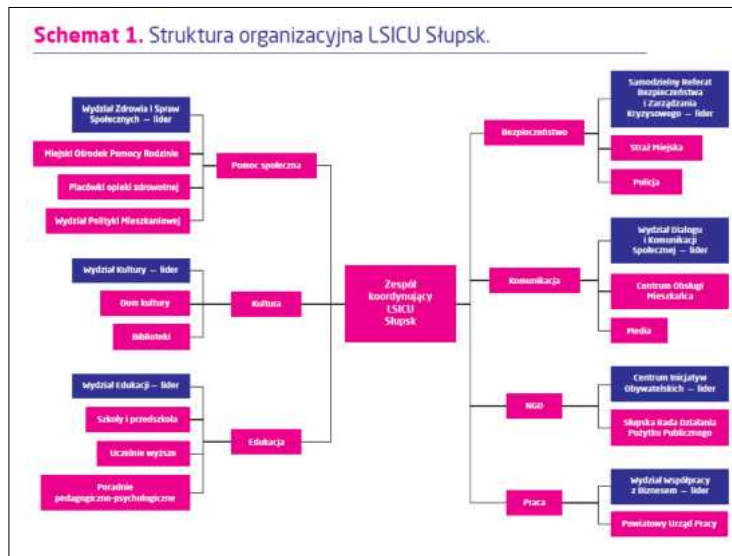 Schemat 1. Struktura organizacyjna LSICU Słupsk.
Wydział Zdrowia i Spraw
Społecznych — lider
Miejski Ośrodek Pomocy Rodzinie
Placówki opieki zdrowotnej
Wydział Polityki Mieszkaniowej
Pomoc społeczna
Wydział Kultury — lider
Dom kultury
Biblioteki
Kultura
Wydział Edukacji — lider
Szkoły i przedszkola
Uczelnie wyższe
Poradnie
pedagogiczno-psychologiczne
Edukacja
Zespół
koordynujący
LSICU
Słupsk
Bezpieczeństwo
Samodzielny Referat
Bezpieczeństwa
i Zarządzania
Kryzysowego — lider
Straż Miejska
Policja
Komunikacja
Wydział Dialogu
i Komunikacji
Społecznej — lider
Centrum Obsługi
Mieszkańca
Media
NGO
Centrum Inicjatyw
Obywatelskich — lider
Słupska Rada Działania
Pożytku Publicznego
Praca
Wydział Współpracy
z Biznesem — lider
Powiatowy Urząd Pracy